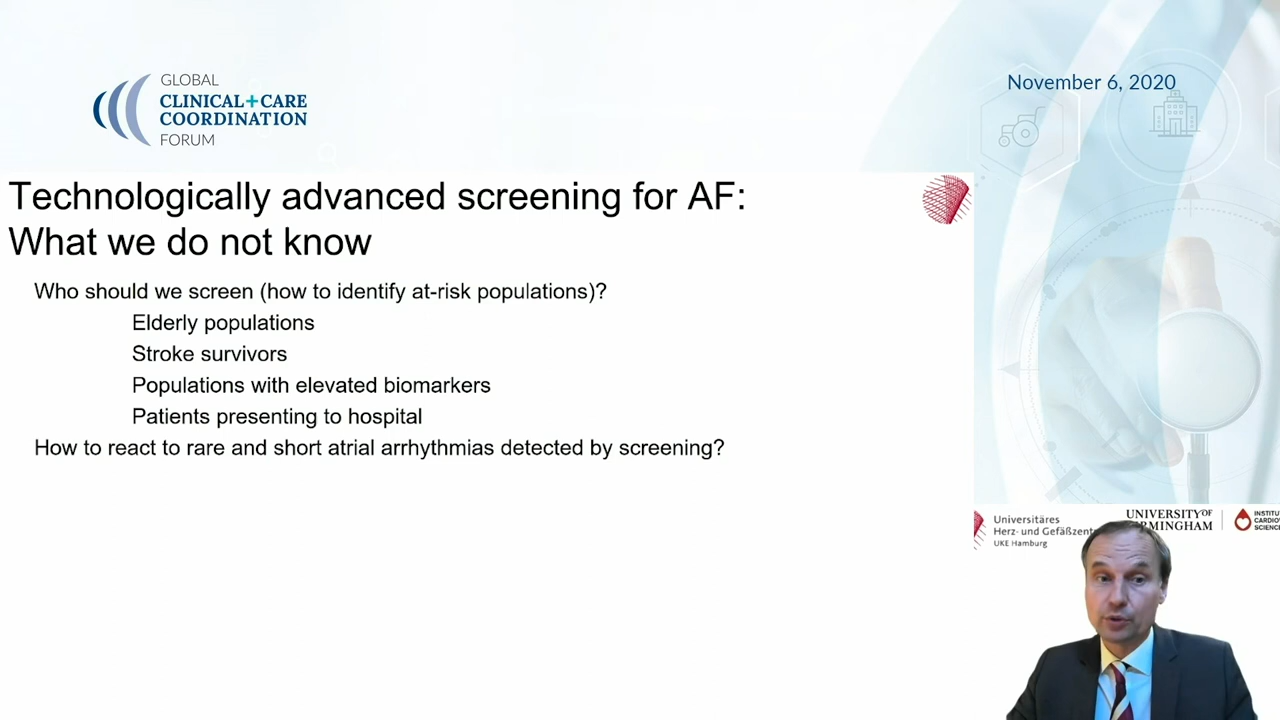 GLOBAL
CLINICAL+CARE
COORDINATION
FORUM
November 6, 2020
Technologically advanced screening for AF:
What we do not know
Who should we screen (how to identify at-risk populations)?
Elderly populations
Stroke survivors
Populations with elevated biomarkers
Patients presenting to hospital
How to react to rare and short atrial arrhythmias detected by screening?
Universitäres
Herz- und
UKE Hamburg
UNIVERSITY OF